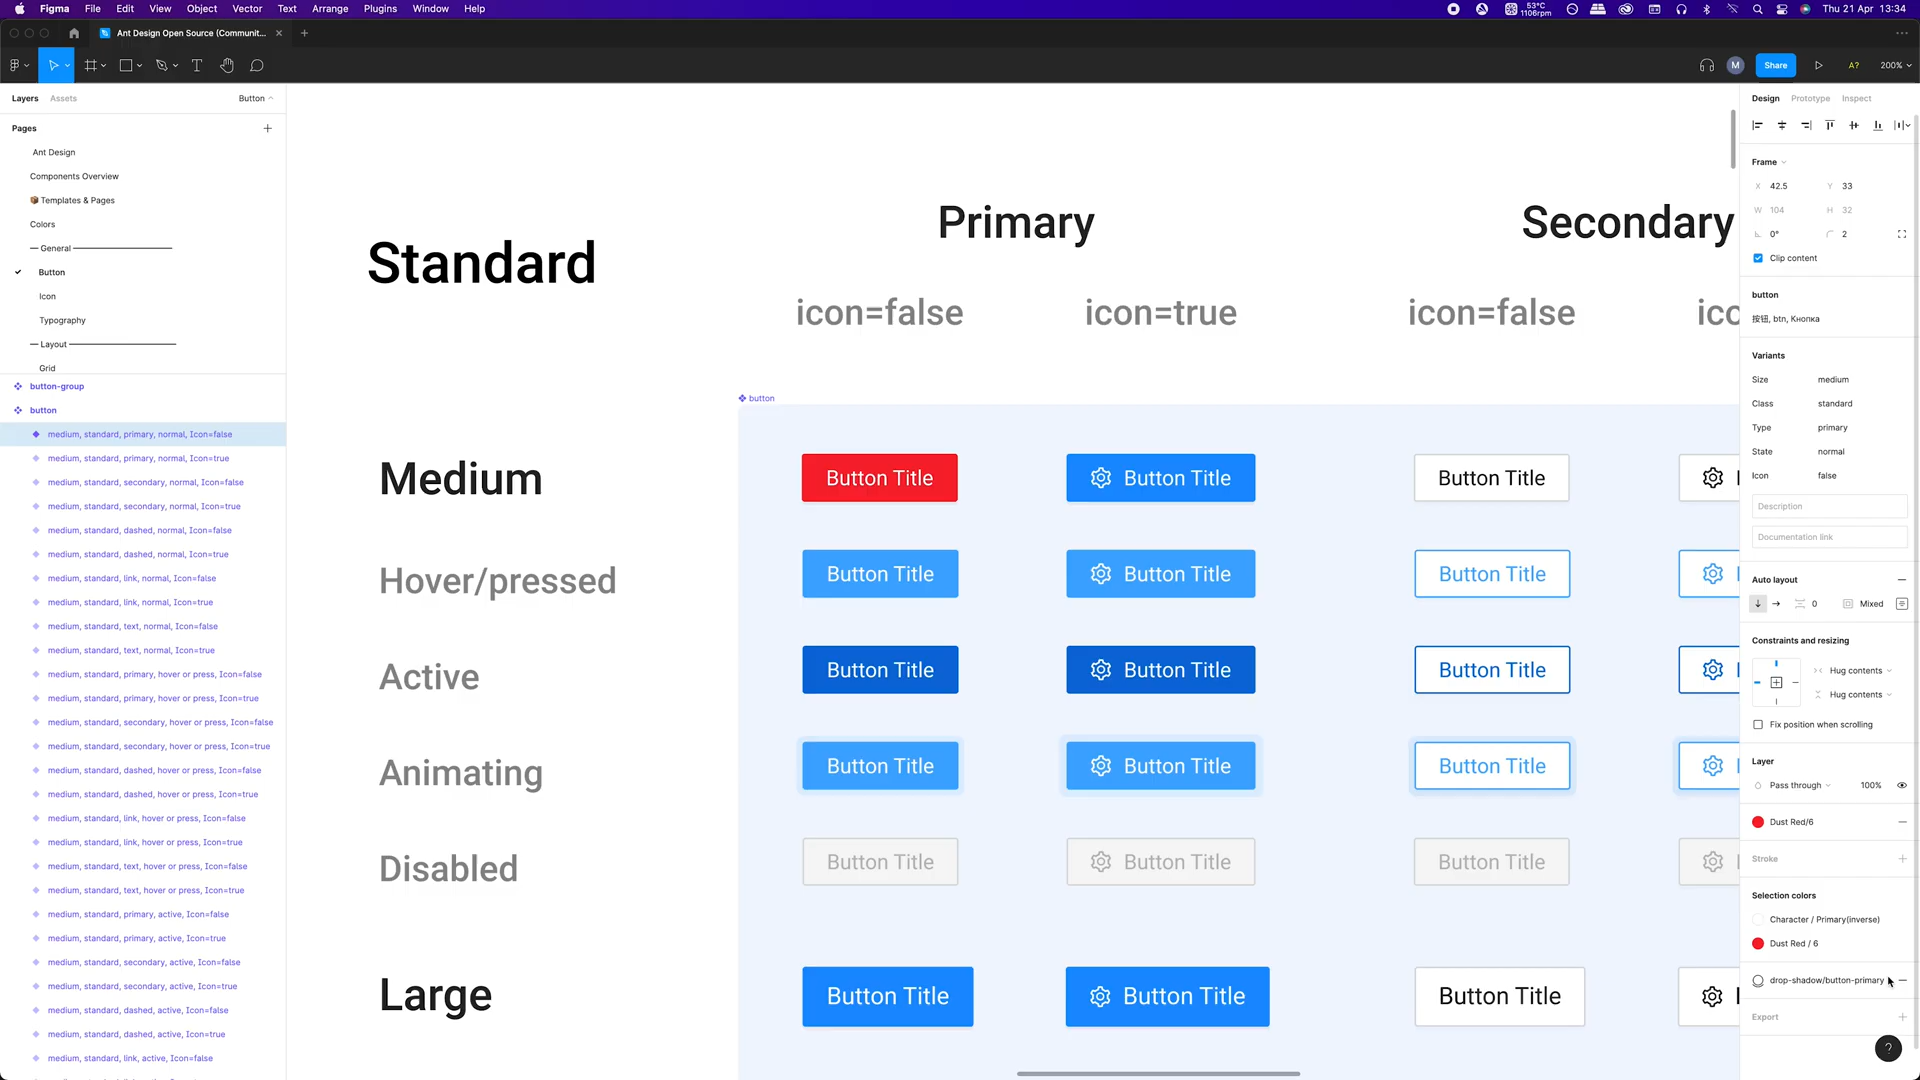 Figma File Edit View Object Vector Text Arrange Plugins Window Help
53°C
1106rpm
Thu 21 Apr 13:34
Ant Design Open Source (Communit...
M
Share
A?
200%
Layers Assets
Button
Pages
Ant Design
Components Overview
Templates & Pages
Colors
— General
Button
Icon
Typography
— Layout
Grid
button-group
button
medium, standard, primary, normal, Icon=false
medium, standard, primary, normal, Icon=true
medium, standard, secondary, normal, Icon=false
medium, standard, secondary, normal, Icon=true
medium, standard, dashed, normal, Icon=false
medium, standard, dashed, normal, Icon=true
medium, standard, link, normal, Icon=false
medium, standard, link, normal, Icon=true
medium, standard, text, normal, Icon=false
medium, standard, text, normal, Icon=true
medium, standard, primary, hover or press, Icon=false
medium, standard, primary, hover or press, Icon=true
medium, standard, secondary, hover or press, Icon=false
medium, standard, secondary, hover or press, Icon=true
medium, standard, dashed, hover or press, Icon=false
medium, standard, dashed, hover or press, Icon=true
medium, standard, link, hover or press, Icon=false
medium, standard, link, hover or press, Icon=true
medium, standard, text, hover or press, Icon=false
medium, standard, text, hover or press, Icon=true
medium, standard, primary, active, Icon=false
medium, standard, primary, active, Icon=true
medium, standard, secondary, active, Icon=false
medium, standard, secondary, active, Icon=true
medium, standard, dashed, active, Icon=false
medium, standard, dashed, active, Icon=true
medium, standard, link, active, Icon=false
Standard
Primary
Secondary
icon=false icon=true icon=false ico
button
Medium
Button Title Button Title Button Title
Hover/pressed
Button Title Button Title Button Title
Active
Button Title Button Title Button Title
Animating
Button Title Button Title Button Title
Disabled
Button Title Button Title Button Title
Large
Button Title Button Title Button Title
Design Prototype Inspect
Frame
X 42.5 Y 33
W 104 H 32
0° 2
Clip content
button
按钮, btn, Кнопка
Variants
Size medium
Class standard
Type primary
State normal
Icon false
Description
Documentation link
Auto layout
0 Mixed
Constraints and resizing
Hug contents
Hug contents
Fix position when scrolling
Layer
Pass through 100%
Dust Red/6
Stroke
Selection colors
Character / Primary(inverse)
Dust Red / 6
drop-shadow/button-primary
Export
?